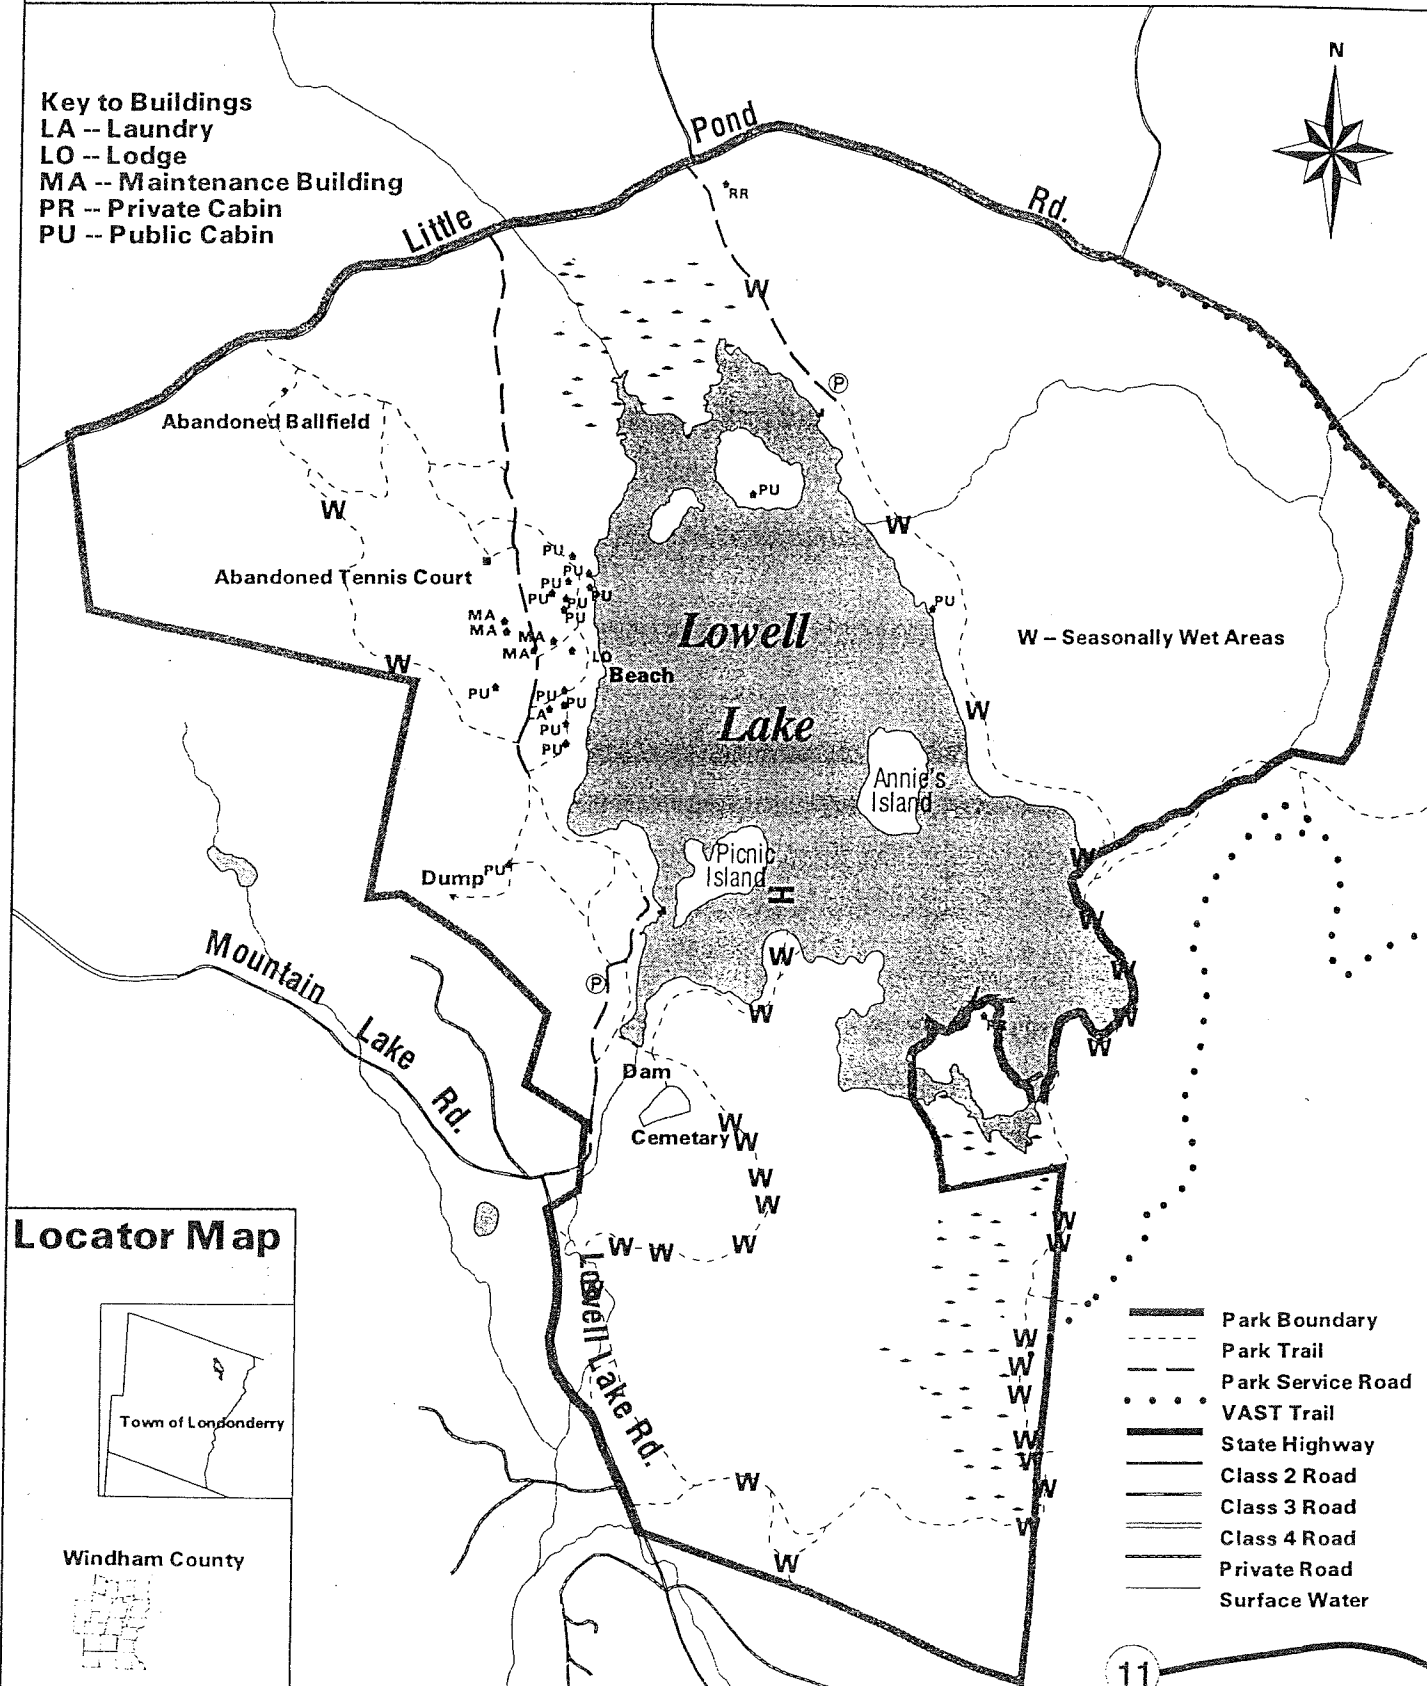 N
Key to Buildings
LA -- Laundry
LO -- Lodge
MA -- Maintenance Building
PR -- Private Cabin
PU -- Public Cabin
Little
Pond
Rd.
RR
W
P
Abandoned Ballfield
PU
W
W
Abandoned Tennis Court
PU
PU
PU
PU
PU
PU
PU
PU
MA
MA
MA
MA
LO
Beach
Lowell
Lake
W – Seasonally Wet Areas
W
W
PU
PU
PU
LA
PU
PU
Annie's
Island
Picnic
Island
H
Dump
PU
W
W
W
W
W
W
W
P
Mountain
Lake
Rd.
Dam
Cemetary
W
W
W
W
W
W
W
W
W
Lowell Lake Rd.
W
W
W
W
W
W
W
W
W
Locator Map
Town of Londonderry
Windham County
Park Boundary
Park Trail
Park Service Road
VAST Trail
State Highway
Class 2 Road
Class 3 Road
Class 4 Road
Private Road
Surface Water
11